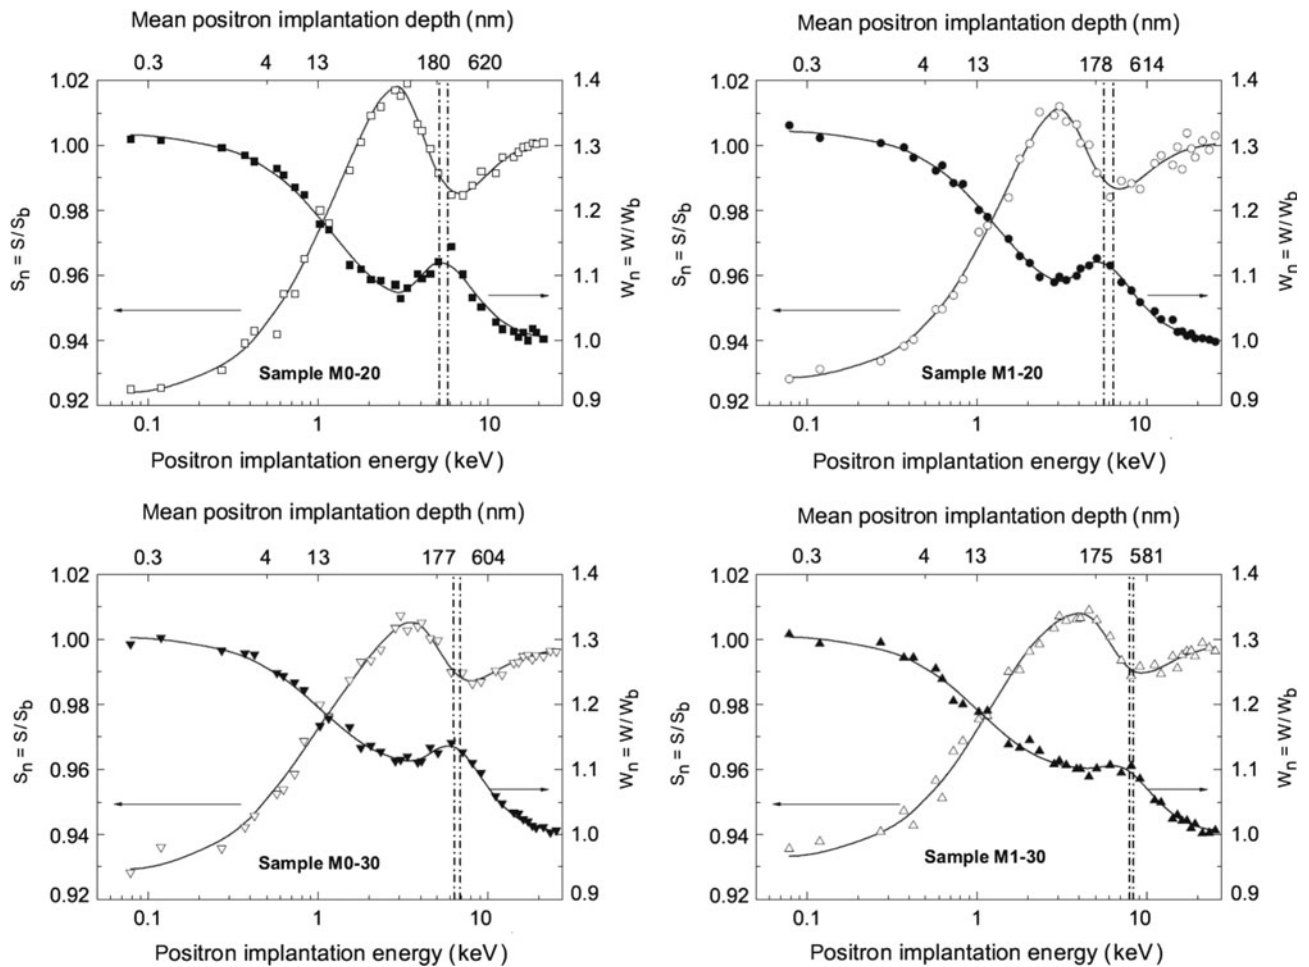 Mean positron implantation depth (nm)
0.3 4 13 180 620
1.02 1.4
1.00 1.3
0.98 1.2
0.96 1.1
0.94 1.0
0.92 0.9
Sn = S/Sb
Wn = W/Wb
Sample M0-20
0.1 1 10
Positron implantation energy (keV)
Mean positron implantation depth (nm)
0.3 4 13 178 614
1.02 1.4
1.00 1.3
0.98 1.2
0.96 1.1
0.94 1.0
0.92 0.9
Sn = S/Sb
Wn = W/Wb
Sample M1-20
0.1 1 10
Positron implantation energy (keV)
Mean positron implantation depth (nm)
0.3 4 13 177 604
1.02 1.4
1.00 1.3
0.98 1.2
0.96 1.1
0.94 1.0
0.92 0.9
Sn = S/Sb
Wn = W/Wb
Sample M0-30
0.1 1 10
Positron implantation energy (keV)
Mean positron implantation depth (nm)
0.3 4 13 175 581
1.02 1.4
1.00 1.3
0.98 1.2
0.96 1.1
0.94 1.0
0.92 0.9
Sn = S/Sb
Wn = W/Wb
Sample M1-30
0.1 1 10
Positron implantation energy (keV)